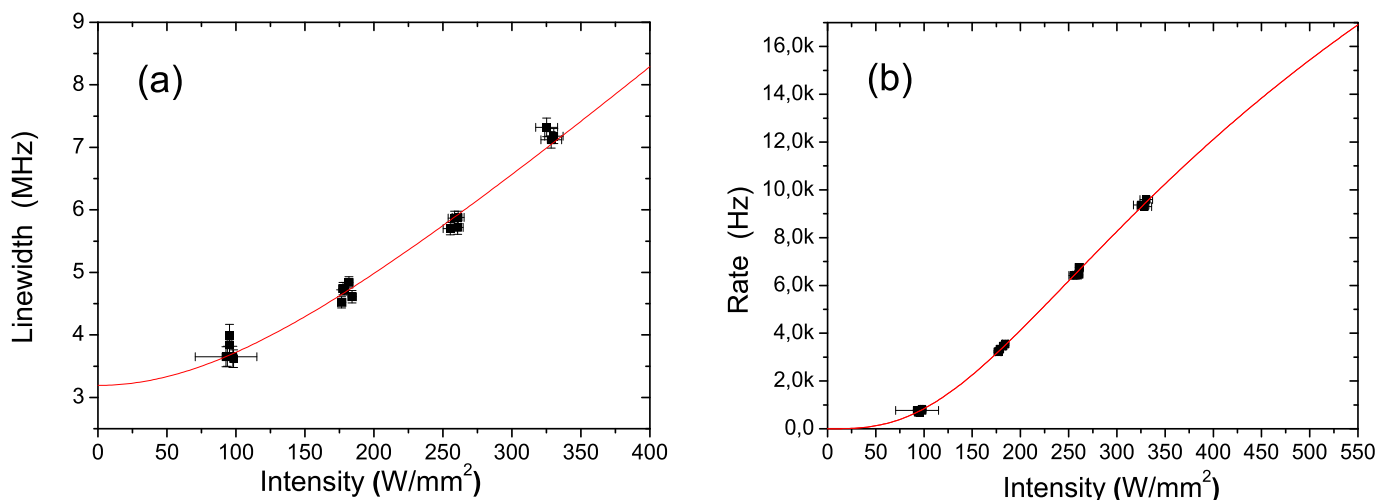 (a)
Linewidth (MHz)
9
8
7
6
5
4
3
0 50 100 150 200 250 300 350 400
Intensity (W/mm²)
(b)
Rate (Hz)
16,0k
14,0k
12,0k
10,0k
8,0k
6,0k
4,0k
2,0k
0,0
0 50 100 150 200 250 300 350 400 450 500 550
Intensity (W/mm²)